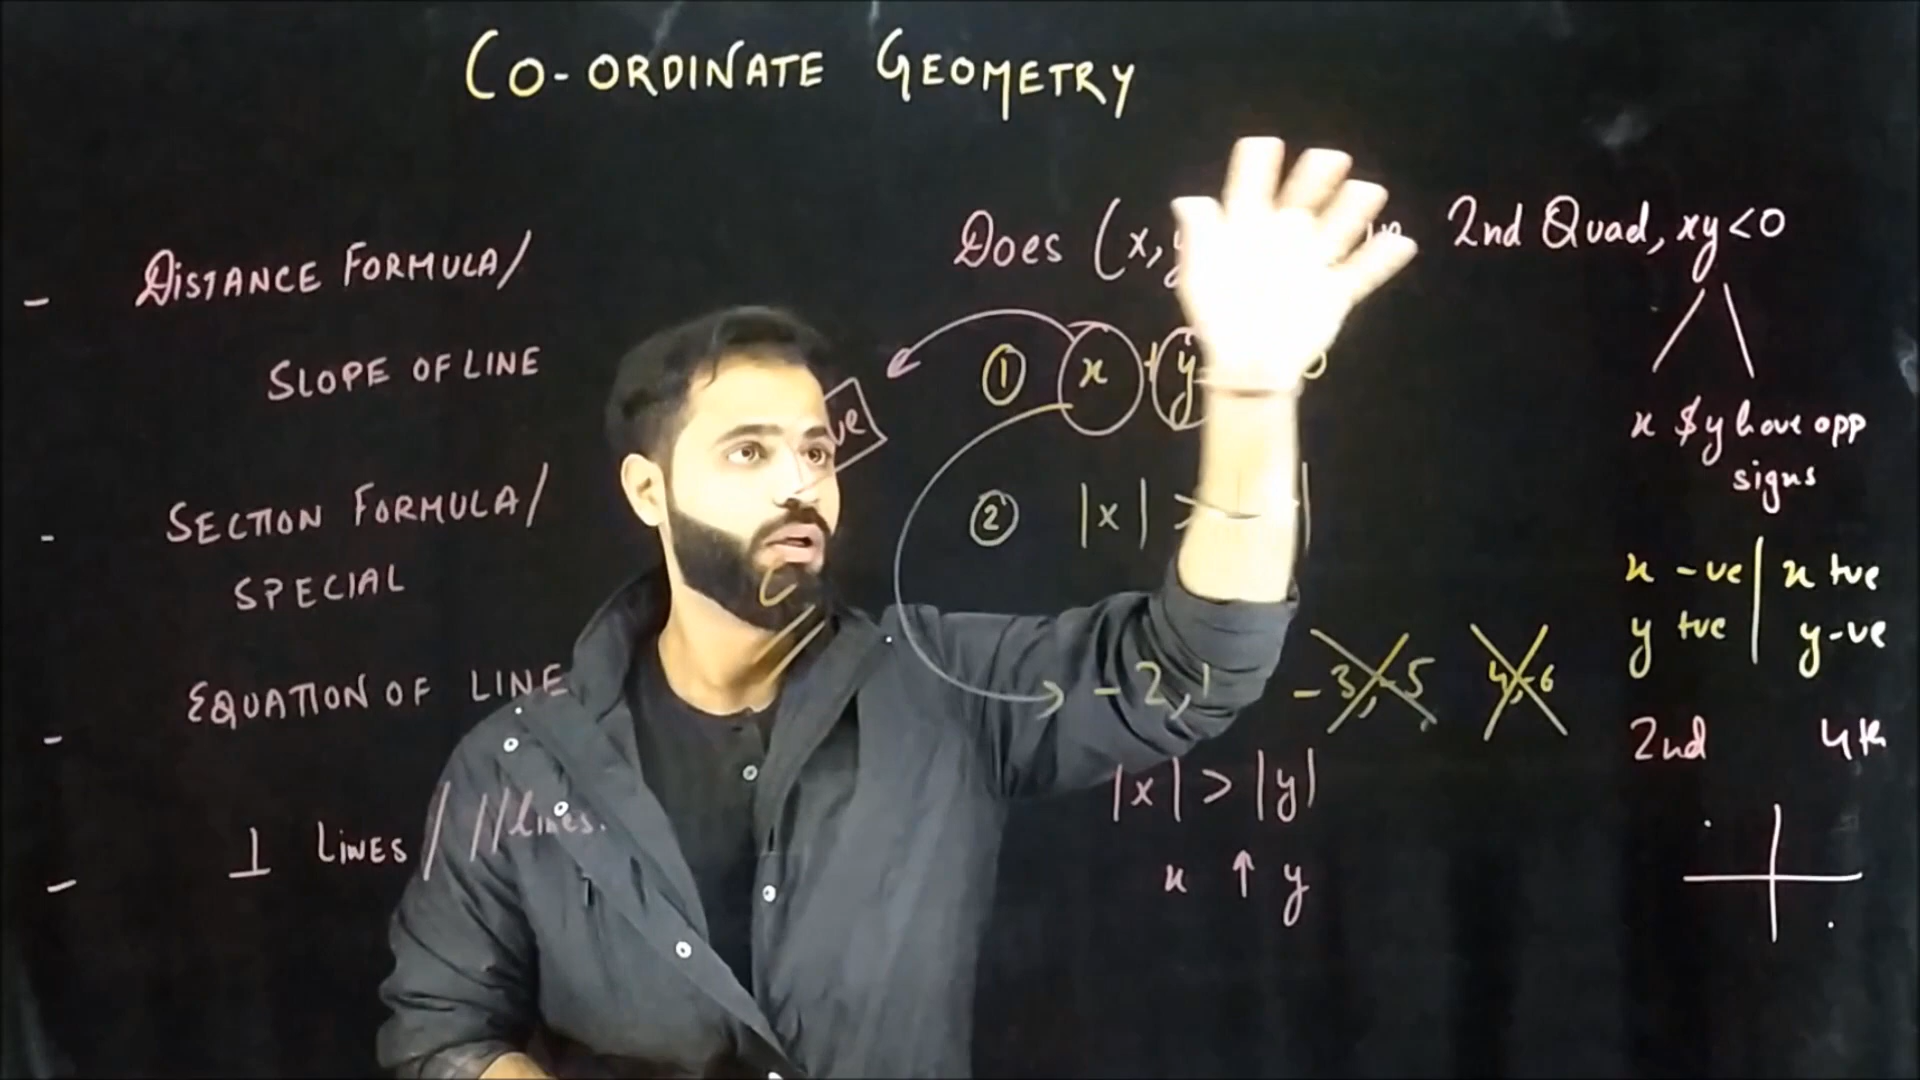 CO-ORDINATE GEOMETRY
- DISTANCE FORMULA/
SLOPE OF LINE
- SECTION FORMULA/
SPECIAL
- EQUATION OF LINE
- ⊥ LINES / //Lines.
Does (x, y in 2nd Quad, xy<0
① x + y
② |x| >
-2, 1 -3,-5 4,-6
|x| > |y|
x ↑ y
x & y have opp
signs
x -ve | x +ve
y +ve | y -ve
2nd 4th